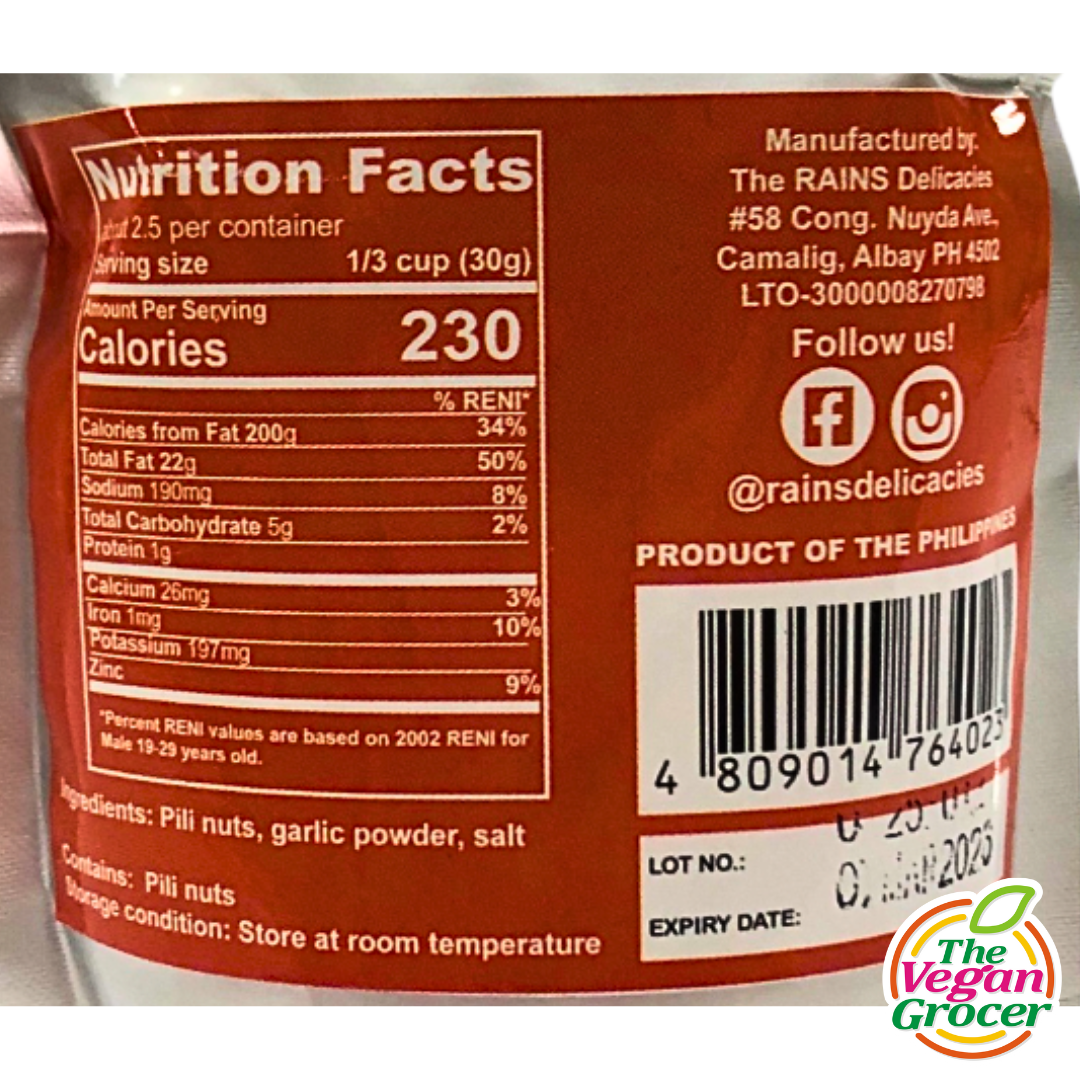 Nutrition Facts
about 2.5 per container
Serving size 1/3 cup (30g)
Amount Per Serving
Calories 230
% RENI*
Calories from Fat 200g 34%
Total Fat 22g 50%
Sodium 190mg 8%
Total Carbohydrate 5g 2%
Protein 1g
Calcium 26mg 3%
Iron 1mg 10%
Potassium 197mg
Zinc 9%
*Percent RENI values are based on 2002 RENI for
Male 19-29 years old.
Ingredients: Pili nuts, garlic powder, salt
Contains: Pili nuts
Storage condition: Store at room temperature
Manufactured by:
The RAINS Delicacies
#58 Cong. Nuyda Ave.,
Camalig, Albay PH 4502
LTO-3000008270798
Follow us!
@rainsdelicacies
PRODUCT OF THE PHILIPPINES
4 809014 764023
LOT NO.:
EXPIRY DATE:
The
Vegan
Grocer